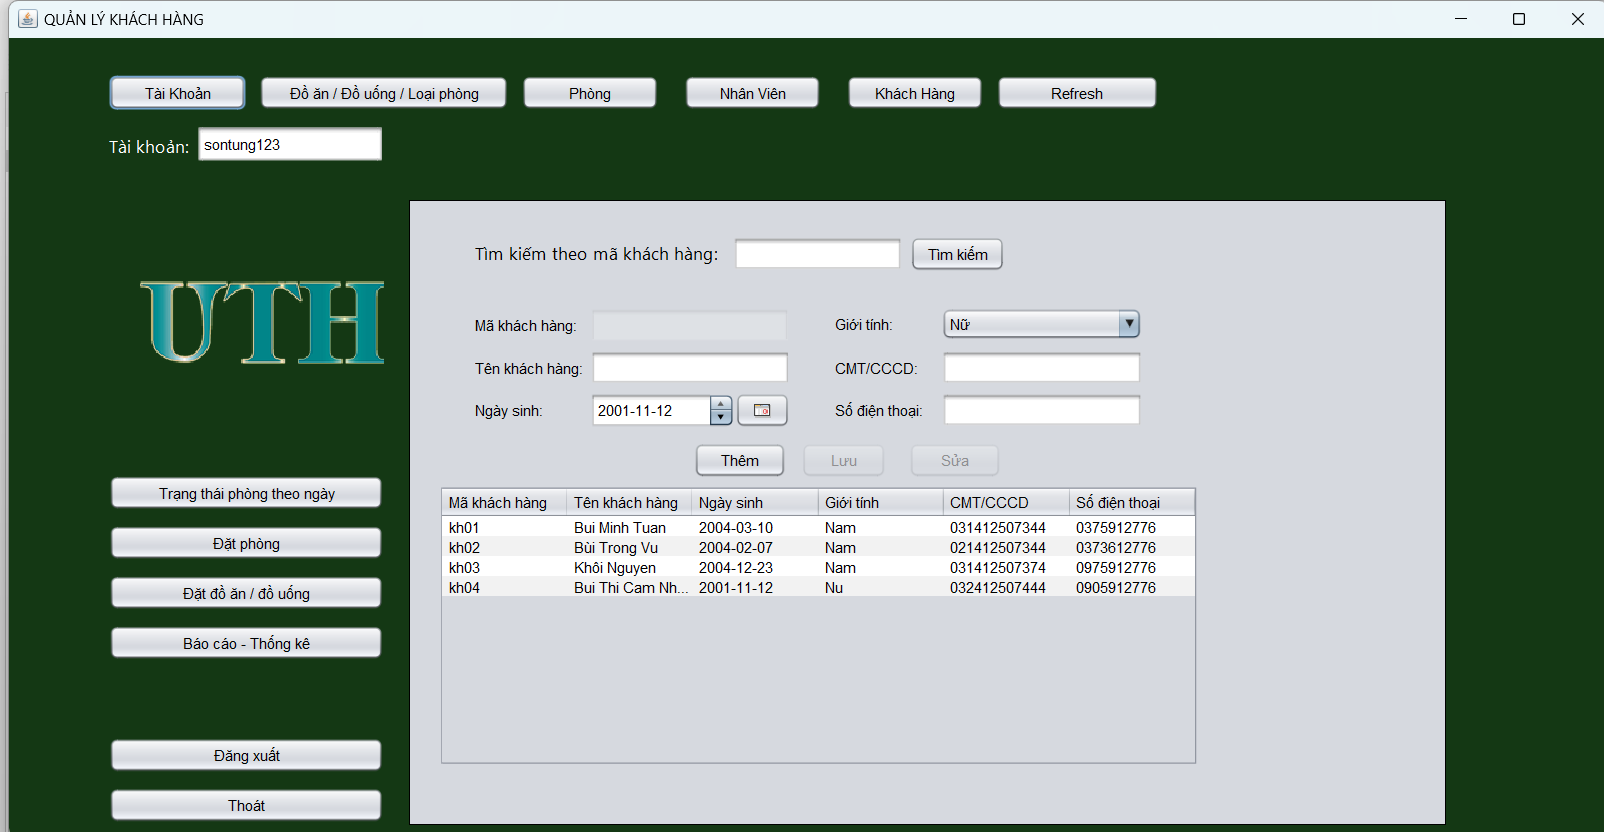 QUẢN LÝ KHÁCH HÀNG
Tài Khoản Đồ ăn / Đồ uống / Loại phòng Phòng Nhân Viên Khách Hàng Refresh
Tài khoản: sontung123
Tìm kiếm theo mã khách hàng: Tìm kiếm
UTH
Mã khách hàng: Giới tính: Nữ
Tên khách hàng: CMT/CCCD:
Ngày sinh: 2001-11-12 Số điện thoại:
Thêm Lưu Sửa
Mã khách hàng Tên khách hàng Ngày sinh Giới tính CMT/CCCD Số điện thoại
kh01 Bui Minh Tuan 2004-03-10 Nam 031412507344 0375912776
kh02 Bùi Trong Vu 2004-02-07 Nam 021412507344 0373612776
kh03 Khôi Nguyen 2004-12-23 Nam 031412507374 0975912776
kh04 Bui Thi Cam Nh... 2001-11-12 Nu 032412507444 0905912776
Trạng thái phòng theo ngày
Đặt phòng
Đặt đồ ăn / đồ uống
Báo cáo - Thống kê
Đăng xuất
Thoát